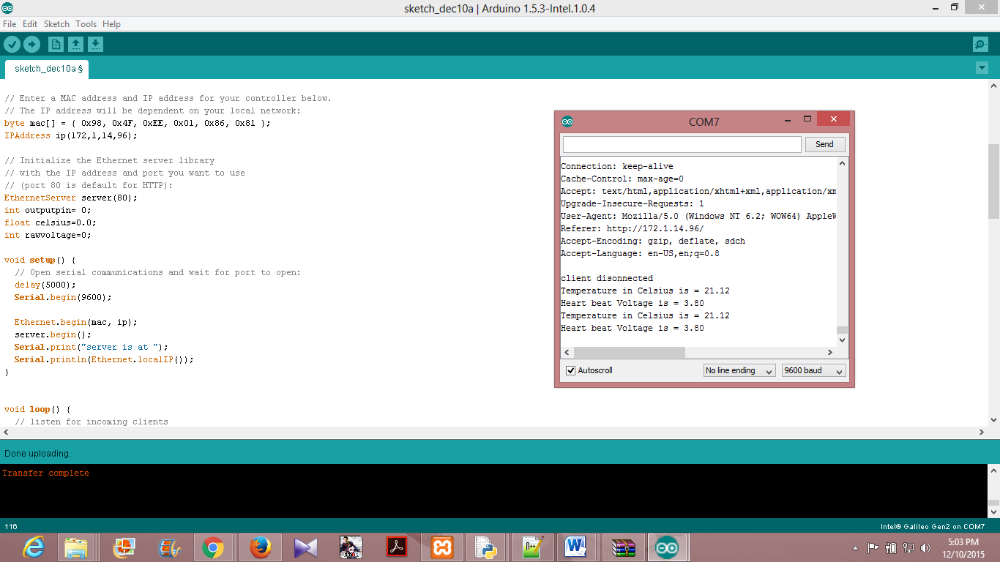 sketch_dec10a | Arduino 1.5.3-Intel.1.0.4
File Edit Sketch Tools Help
sketch_dec10a §
// Enter a MAC address and IP address for your controller below.
// The IP address will be dependent on your local network:
byte mac[] = { 0x98, 0x4F, 0xEE, 0x01, 0x86, 0x81 };
IPAddress ip(172,1,14,96);
// Initialize the Ethernet server library
// with the IP address and port you want to use
// (port 80 is default for HTTP):
EthernetServer server(80);
int outputpin= 0;
float celsius=0.0;
int rawvoltage=0;
void setup() {
// Open serial communications and wait for port to open:
delay(5000);
Serial.begin(9600);
Ethernet.begin(mac, ip);
server.begin();
Serial.print("server is at ");
Serial.println(Ethernet.localIP());
}
void loop() {
// listen for incoming clients
COM7
Send
Connection: keep-alive
Cache-Control: max-age=0
Accept: text/html,application/xhtml+xml,application/xm
Upgrade-Insecure-Requests: 1
User-Agent: Mozilla/5.0 (Windows NT 6.2; WOW64) AppleW
Referer: http://172.1.14.96/
Accept-Encoding: gzip, deflate, sdch
Accept-Language: en-US,en;q=0.8
client disonnected
Temperature in Celsius is = 21.12
Heart beat Voltage is = 3.80
Temperature in Celsius is = 21.12
Heart beat Voltage is = 3.80
Autoscroll
No line ending
9600 baud
Done uploading.
Transfer complete
116
Intel® Galileo Gen2 on COM7
5:03 PM
12/10/2015